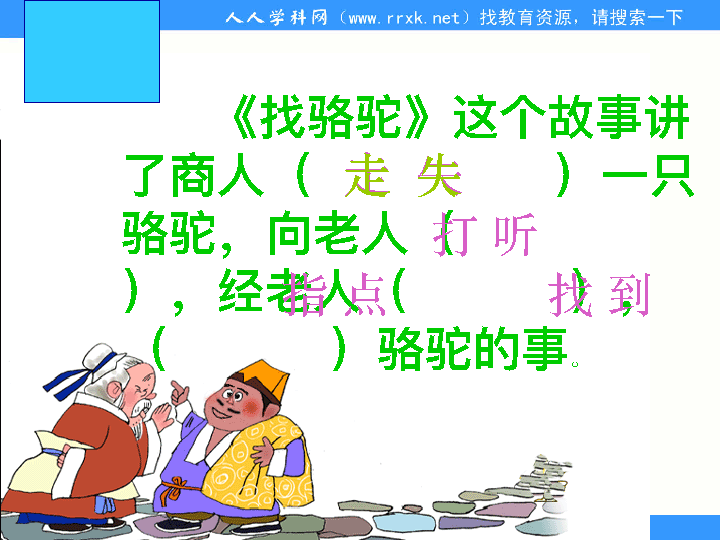 人人学科网（www.rrxk.net）找教育资源，请搜索一下
《找骆驼》这个故事讲
了商人（ 走 失 ）一只
骆驼，向老人（ 打 听
），经老人（ 指 点 ），找 到
（ ）骆驼的事。